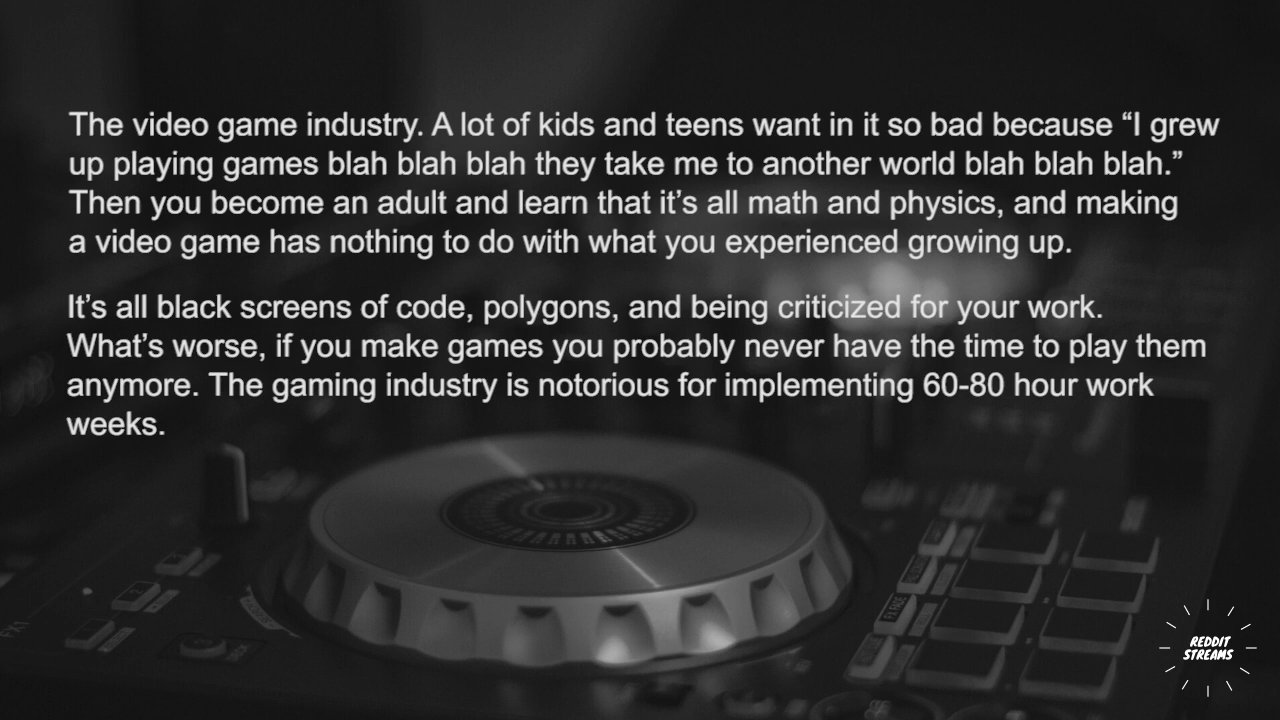 The video game industry. A lot of kids and teens want in it so bad because “I grew
up playing games blah blah blah they take me to another world blah blah blah.”
Then you become an adult and learn that it’s all math and physics, and making
a video game has nothing to do with what you experienced growing up.
It’s all black screens of code, polygons, and being criticized for your work.
What’s worse, if you make games you probably never have the time to play them
anymore. The gaming industry is notorious for implementing 60-80 hour work
weeks.
FX1
FX FADE
REDDIT
STREAMS